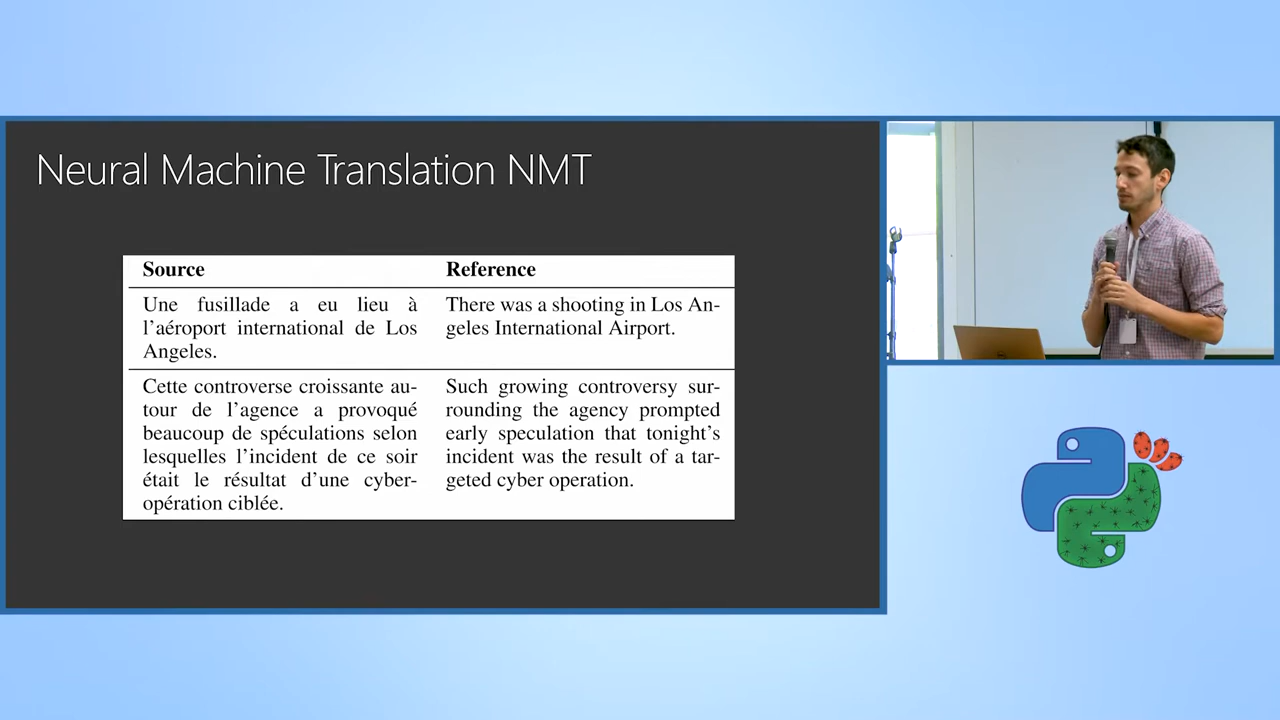 Neural Machine Translation NMT
Source
Reference
Une fusillade a eu lieu à
l'aéroport international de Los
Angeles.
There was a shooting in Los An-
geles International Airport.
Cette controverse croissante au-
tour de l'agence a provoqué
beaucoup de spéculations selon
lesquelles l'incident de ce soir
était le résultat d'une cyber-
opération ciblée.
Such growing controversy sur-
rounding the agency prompted
early speculation that tonight's
incident was the result of a tar-
geted cyber operation.